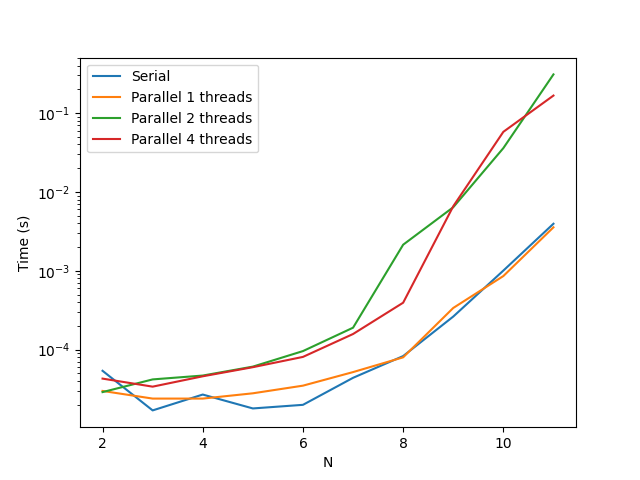 Serial
Parallel 1 threads
Parallel 2 threads
Parallel 4 threads
10⁻¹
10⁻²
10⁻³
10⁻⁴
Time (s)
2 4 6 8 10
N